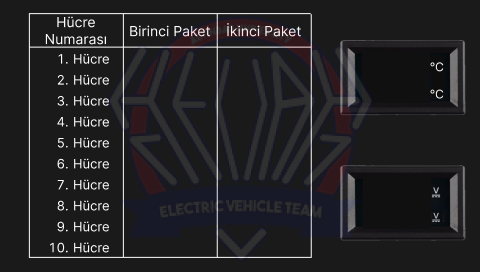 Hücre
Numarası
Birinci Paket
İkinci Paket
1. Hücre
2. Hücre
3. Hücre
4. Hücre
5. Hücre
6. Hücre
7. Hücre
8. Hücre
9. Hücre
10. Hücre
°C
°C
V
V
ELECTRIC VEHICLE TEAM